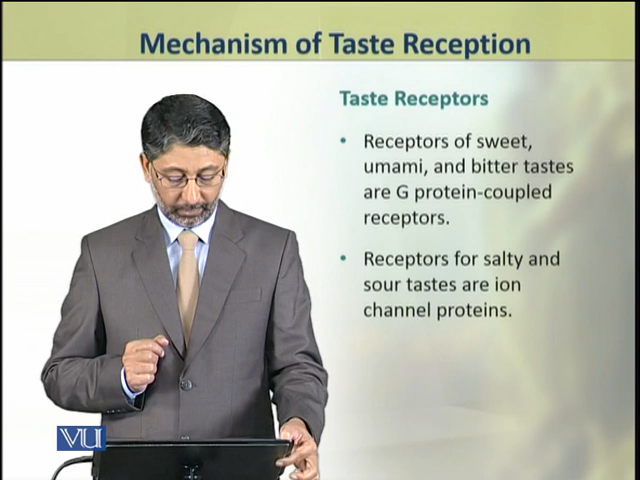 Mechanism of Taste Reception
Taste Receptors
• Receptors of sweet,
umami, and bitter tastes
are G protein-coupled
receptors.
• Receptors for salty and
sour tastes are ion
channel proteins.
VU